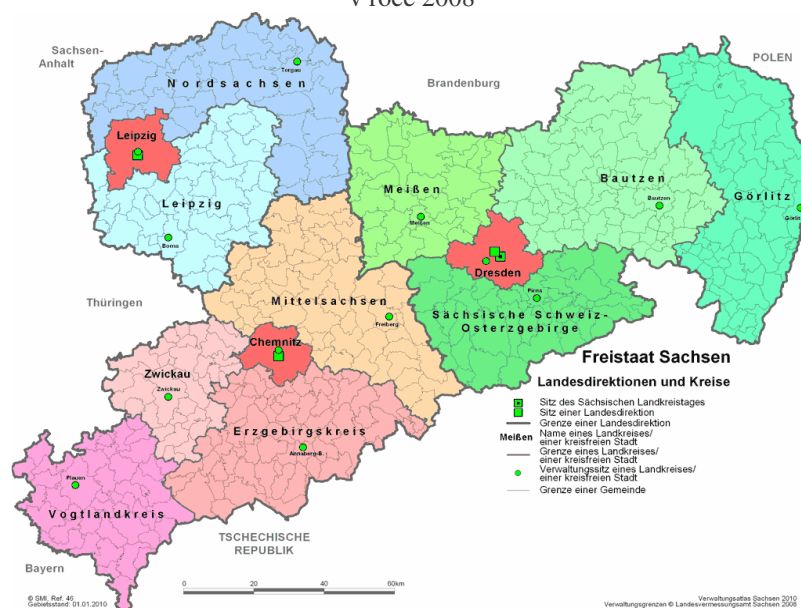 V roce 2008
Sachsen-
Anhalt
Torgau
POLEN
Nordsachsen
Brandenburg
Leipzig
Meißen
Bautzen
Görlitz
Leipzig
Bautzen
Meißen
Görlitz
Borna
Dresden
Pirna
Thüringen
Mittelsachsen
Freiberg
Sächsische Schweiz-
Osterzgebirge
Chemnitz
Zwickau
Zwickau
Erzgebirgskreis
Annaberg-B.
Plauen
Vogtlandkreis
TSCHECHISCHE
REPUBLIK
Bayern
Freistaat Sachsen
Landesdirektionen und Kreise
Sitz des Sächsischen Landkreistages
Sitz einer Landesdirektion
Grenze einer Landesdirektion
Meißen Name eines Landkreises/
einer kreisfreien Stadt
Grenze eines Landkreises/
einer kreisfreien Stadt
Verwaltungssitz eines Landkreises/
einer kreisfreien Stadt
Grenze einer Gemeinde
0 20 40 60km
© SMI, Ref. 46
Gebietsstand: 01.01.2010
Verwaltungsatlas Sachsen 2010
Verwaltungsgrenzen © Landesvermessungsamt Sachsen 2008